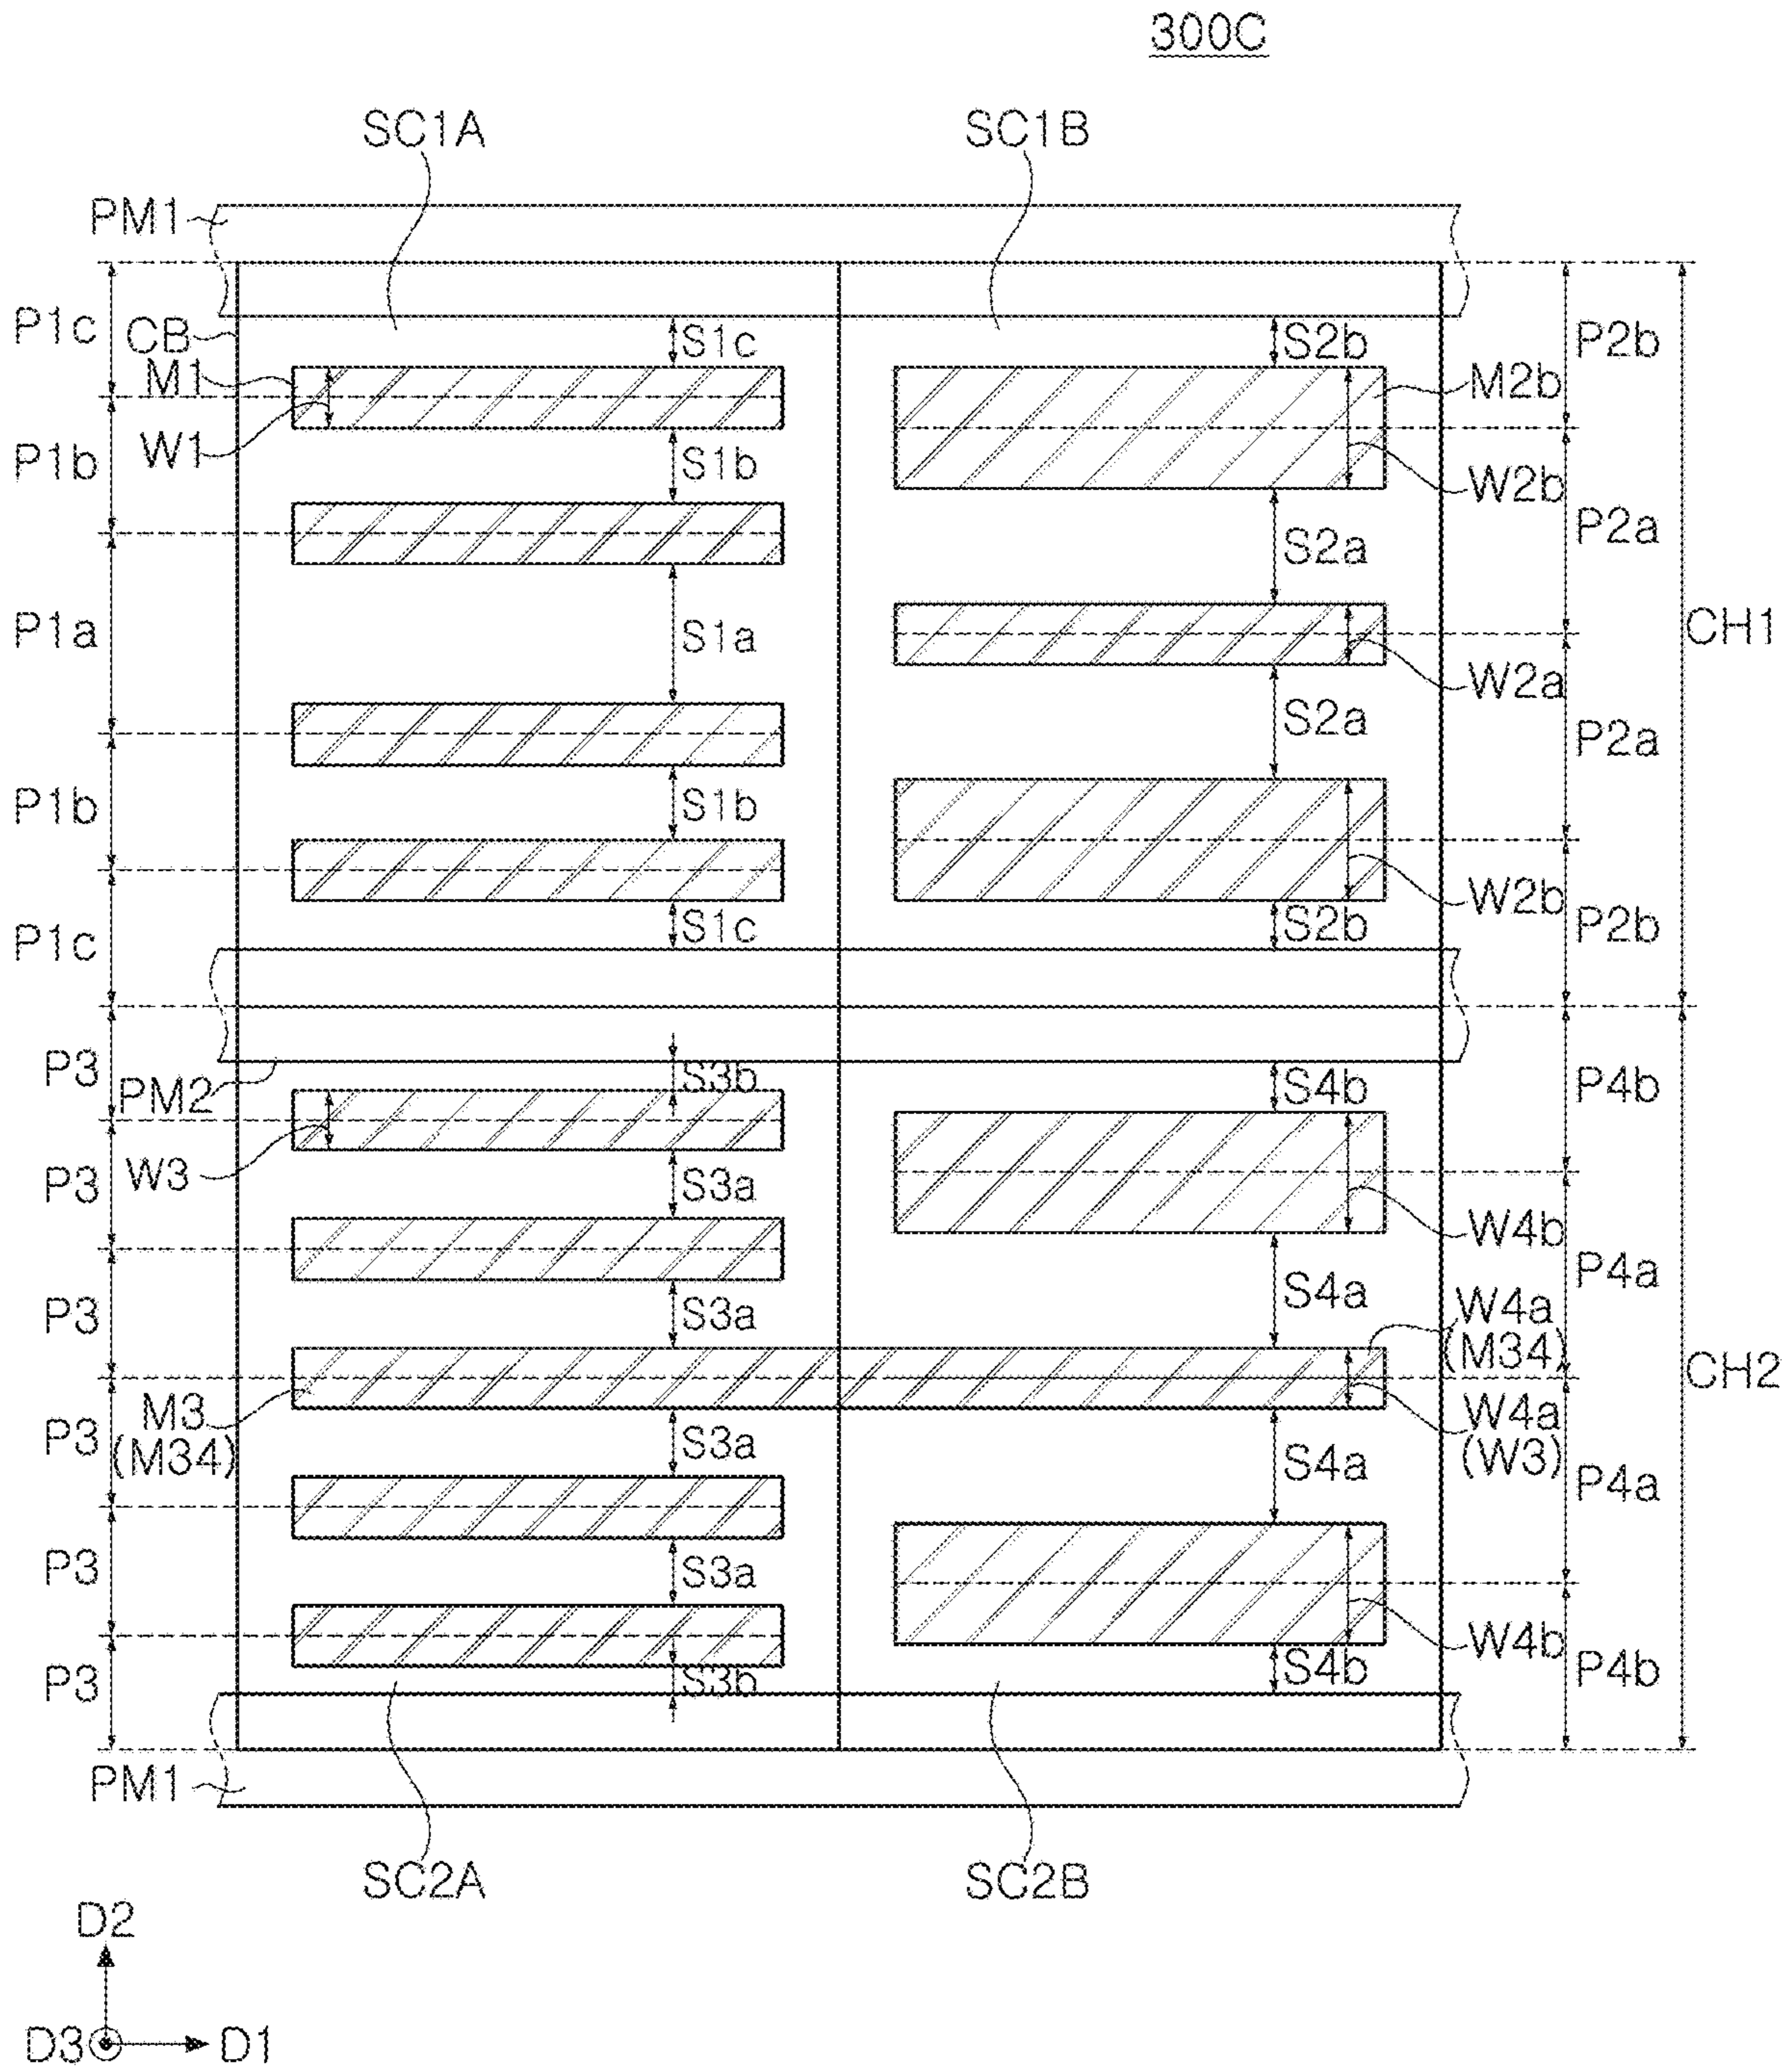 300C
SC1A SC1B
PM1
P1c CB S1c S2b P2b
M1 M2b
W1 P1b S1b W2b
S2a P2a
P1a S1a CH1
W2a
S2a P2a
P1b S1b
W2b
P1c S1c S2b P2b
P3 S3b S4b P4b
PM2
P3 W3 S3a W4b
P4a
P3 S3a S4a W4a
(M34)
CH2
M3 W4a
P3 (M34) S3a S4a (W3)
P4a
P3 S3a
W4b
P3 S3b S4b P4b
PM1
SC2A SC2B
D2
D3 D1